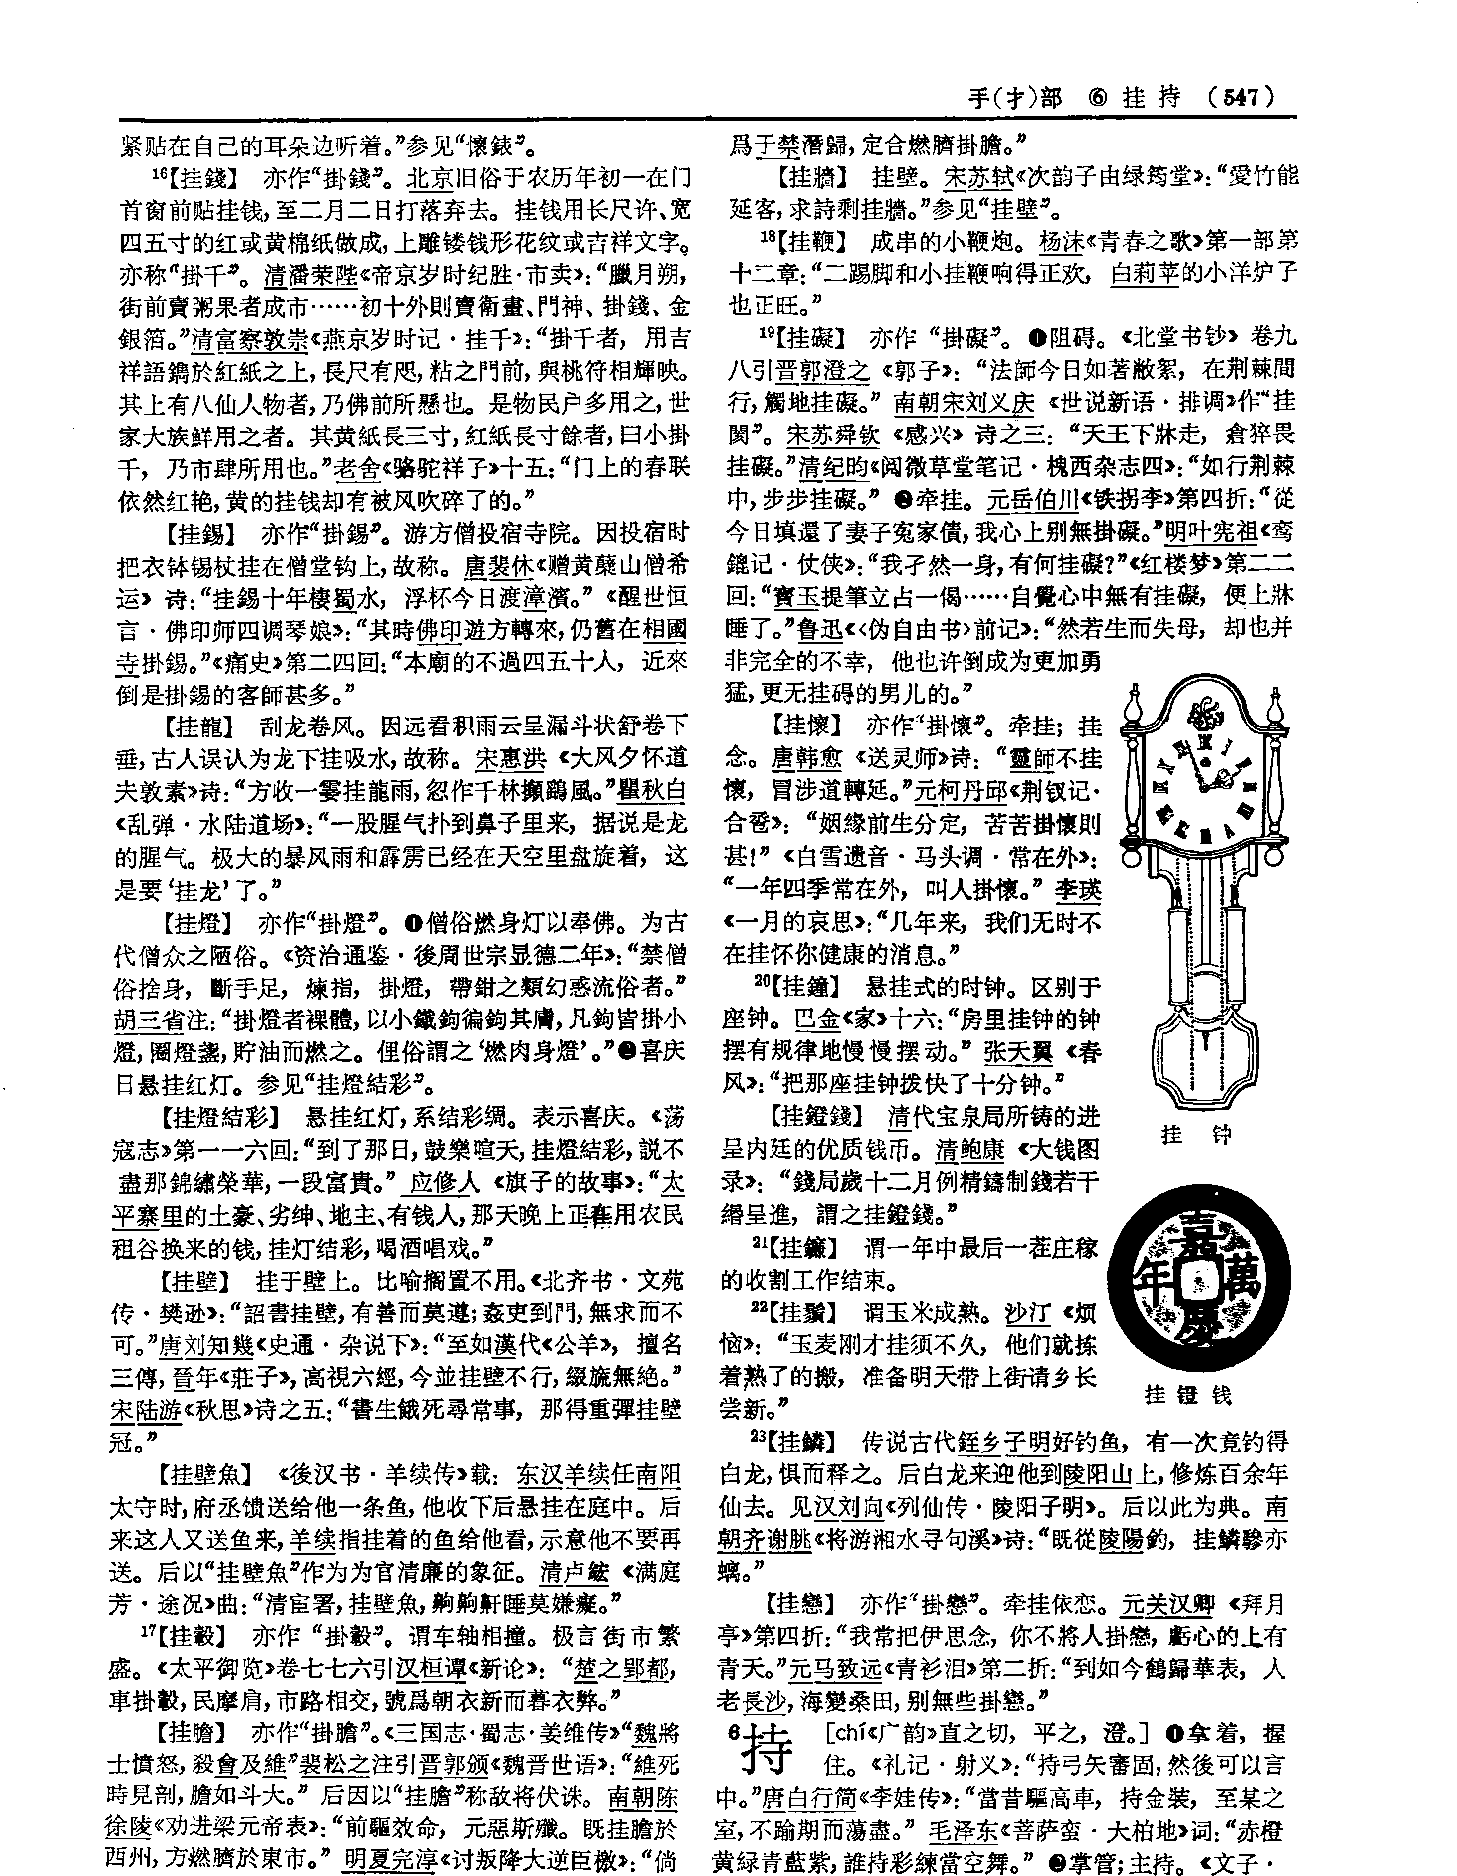 手(扌)部 ⑥ 挂 持 (547)
紧贴在自己的耳朵边听着。”参见“懷錶”。
16【挂錢】 亦作“掛錢”。北京旧俗于农历年初一在门
首窗前贴挂钱,至二月二日打落弃去。挂钱用长尺许、宽
四五寸的红或黄棉纸做成,上雕镂钱形花纹或吉祥文字。
亦称“掛千”。清潘荣陛《帝京岁时纪胜·市卖》:“臘月朔,
街前賣粥果者成市……初十外則賣衛畫、門神、掛錢、金
銀箔。”清富察敦崇《燕京岁时记·挂千》:“掛千者,用吉
祥語鐫於紅紙之上,長尺有咫,粘之門前,與桃符相輝映。
其上有八仙人物者,乃佛前所懸也。是物民户多用之,世
家大族鮮用之者。其黄紙長三寸,紅紙長寸餘者,曰小掛
千,乃市肆所用也。”老舍《骆驼祥子》十五:“门上的春联
依然红艳,黄的挂钱却有被风吹碎了的。”
【挂錫】 亦作“掛錫”。游方僧投宿寺院。因投宿时
把衣钵锡杖挂在僧堂钩上,故称。唐裴休《赠黄蘗山僧希
运》诗:“挂錫十年棲蜀水,浮杯今日渡漳濱。”《醒世恒
言·佛印师四调琴娘》:“其時佛印遊方轉來,仍舊在相國
寺掛錫。”《痛史》第二四回:“本廟的不過四五十人,近來
倒是掛錫的客師甚多。”
【挂龍】 刮龙卷风。因远看积雨云呈漏斗状舒卷下
垂,古人误认为龙下挂吸水,故称。宋惠洪《大风夕怀道
夫敦素》诗:“方收一霎挂龍雨,忽作千林攧鷂風。”瞿秋白
《乱弹·水陆道场》:“一股腥气扑到鼻子里来,据说是龙
的腥气。极大的暴风雨和霹雳已经在天空里盘旋着,这
是要‘挂龙’了。”
【挂燈】 亦作“掛燈”。❶僧俗燃身灯以奉佛。为古
代僧众之陋俗。《资治通鉴·後周世宗显德二年》:“禁僧
俗捨身,斷手足,煉指,掛燈,帶鉗之類幻惑流俗者。”
胡三省注:“掛燈者裸體,以小鐵鉤徧鉤其膚,凡鉤皆掛小
燈,圈燈盞,貯油而燃之。俚俗謂之‘燃肉身燈’。”❷喜庆
日悬挂红灯。参见“挂燈結彩”。
【挂燈結彩】 悬挂红灯,系结彩绸。表示喜庆。《荡
寇志》第一一六回:“到了那日,鼓樂喧天,挂燈結彩,説不
盡那錦繡榮華,一段富貴。”应修人《旗子的故事》:“太
平寨里的土豪、劣绅、地主、有钱人,那天晚上正在用农民
租谷换来的钱,挂灯结彩,喝酒唱戏。”
【挂壁】 挂于壁上。比喻搁置不用。《北齐书·文苑
传·樊逊》:“詔書挂壁,有善而莫遵;姦吏到門,無求而不
可。”唐刘知幾《史通·杂说下》:“至如漢代《公羊》,擅名
三傳,晉年《莊子》,高視六經,今並挂壁不行,綴旒無絶。”
宋陆游《秋思》诗之五:“書生餓死尋常事,那得重彈挂壁
冠。”
【挂壁魚】 《後汉书·羊续传》载:东汉羊续任南阳
太守时,府丞馈送给他一条鱼,他收下后悬挂在庭中。后
来这人又送鱼来,羊续指挂着的鱼给他看,示意他不要再
送。后以“挂壁魚”作为为官清廉的象征。清卢綋《满庭
芳·途况》曲:“清宦署,挂壁魚,齁齁鼾睡莫嫌癡。”
17【挂轂】 亦作“掛轂”。谓车轴相撞。极言街市繁
盛。《太平御览》卷七七六引汉桓谭《新论》:“楚之郢都,
車掛轂,民摩肩,市路相交,號爲朝衣新而暮衣弊。”
【挂膽】 亦作“掛膽”。《三国志·蜀志·姜维传》“魏將
士憤怒,殺會及維”裴松之注引晋郭颁《魏晋世语》:“維死
時見剖,膽如斗大。”后因以“挂膽”称敌将伏诛。南朝陈
徐陵《劝进梁元帝表》:“前驅效命,元惡斯殲。既挂膽於
西州,方燃臍於東市。”明夏完淳《讨叛降大逆臣檄》:“倘
爲于禁潛歸,定合燃臍掛膽。”
【挂牆】 挂壁。宋苏轼《次韵子由绿筠堂》:“愛竹能
延客,求詩剩挂牆。”参见“挂壁”。
18【挂鞭】 成串的小鞭炮。杨沫《青春之歌》第一部第
十二章:“二踢脚和小挂鞭响得正欢,白莉苹的小洋炉子
也正旺。”
19【挂礙】 亦作“掛礙”。❶阻碍。《北堂书钞》卷九
八引晋郭澄之《郭子》:“法師今日如著敝絮,在荆棘間
行,觸地挂礙。”南朝宋刘义庆《世说新语·排调》作“挂
閡”。宋苏舜钦《感兴》诗之三:“天王下牀走,倉猝畏
挂礙。”清纪昀《阅微草堂笔记·槐西杂志四》:“如行荆棘
中,步步挂礙。”❷牵挂。元岳伯川《铁拐李》第四折:“從
今日填還了妻子寃家債,我心上别無掛礙。”明叶宪祖《鸾
鎞记·仗侠》:“我孑然一身,有何挂礙?”《红楼梦》第二二
回:“寶玉提筆立占一偈……自覺心中無有挂礙,便上牀
睡了。”鲁迅《〈伪自由书〉前记》:“然若生而失母,却也并
非完全的不幸,他也许倒成为更加勇
猛,更无挂碍的男儿的。”
【挂懷】 亦作“掛懷”。牵挂;挂
念。唐韩愈《送灵师》诗:“靈師不挂
懷,冒涉道轉延。”元柯丹邱《荆钗记·
合卺》:“姻緣前生分定,苦苦掛懷則
甚!”《白雪遗音·马头调·常在外》:
“一年四季常在外,叫人掛懷。”李瑛
《一月的哀思》:“几年来,我们无时不
在挂怀你健康的消息。”
20【挂鐘】 悬挂式的时钟。区别于
座钟。巴金《家》十六:“房里挂钟的钟
摆有规律地慢慢摆动。”张天翼《春
风》:“把那座挂钟拨快了十分钟。”
【挂鐙錢】 清代宝泉局所铸的进
呈内廷的优质钱币。清鲍康《大钱图
录》:“錢局歲十二月例精鑄制錢若干
緡呈進,謂之挂鐙錢。”
21【挂鐮】 谓一年中最后一茬庄稼
的收割工作结束。
22【挂鬚】 谓玉米成熟。沙汀《烦
恼》:“玉麦刚才挂须不久,他们就拣
着熟了的搬,准备明天带上街请乡长
尝新。”
挂 钟
嘉慶萬年
挂 镫 钱
23【挂鱗】 传说古代銍乡子明好钓鱼,有一次竟钓得
白龙,惧而释之。后白龙来迎他到陵阳山上,修炼百余年
仙去。见汉刘向《列仙传·陵阳子明》。后以此为典。南
朝齐谢朓《将游湘水寻句溪》诗:“既從陵陽釣,挂鱗驂亦
螭。”
【挂戀】 亦作“掛戀”。牵挂依恋。元关汉卿《拜月
亭》第四折:“我常把伊思念,你不將人掛戀,虧心的上有
青天。”元马致远《青衫泪》第二折:“到如今鶴歸華表,人
老長沙,海變桑田,别無些掛戀。”
6持 [chí《广韵》直之切,平之,澄。] ❶拿着,握
住。《礼记·射义》:“持弓矢審固,然後可以言
中。”唐白行简《李娃传》:“當昔驅高車,持金裝,至某之
室,不踰期而蕩盡。”毛泽东《菩萨蛮·大柏地》词:“赤橙
黄绿青藍紫,誰持彩練當空舞。”❷掌管;主持。《文子·